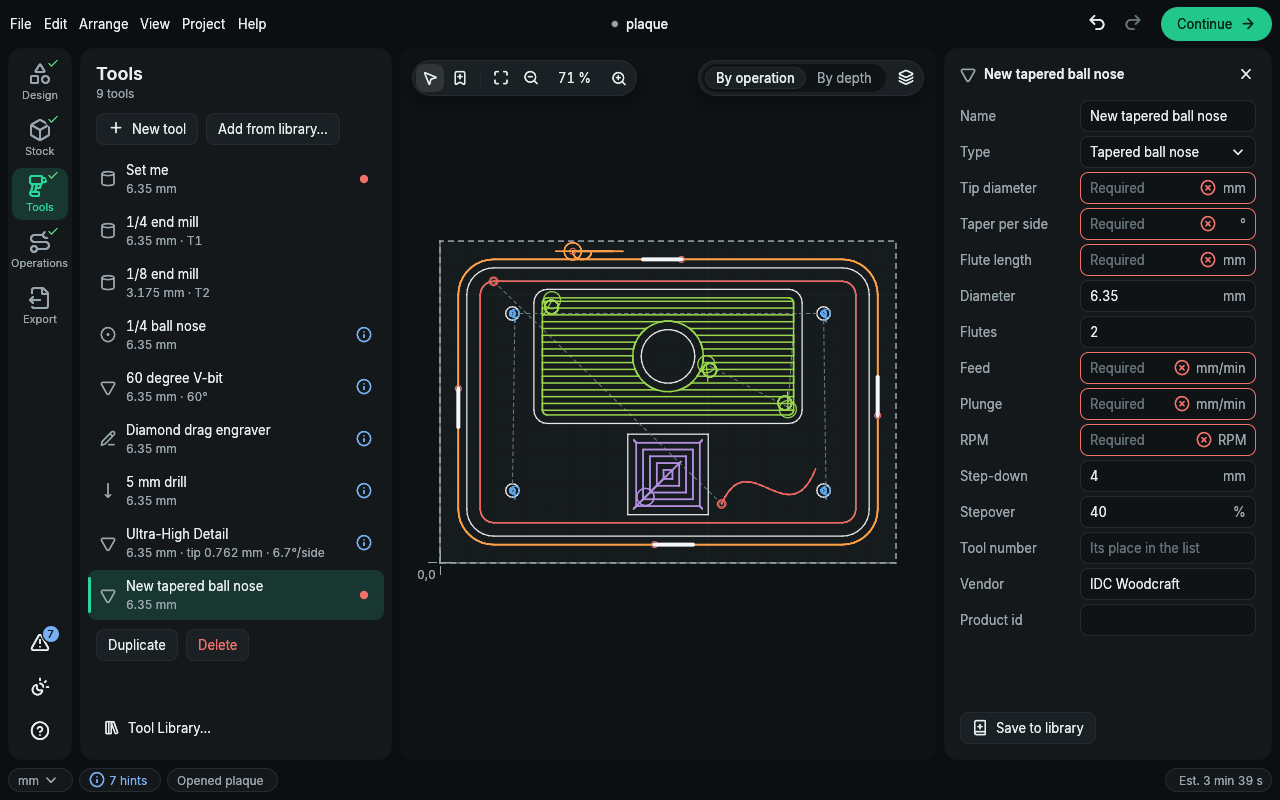 File Edit Arrange View Project Help
plaque
Continue
Design
Stock
Tools
Operations
Export
7
Tools
9 tools
New tool
Add from library...
Set me
6.35 mm
1/4 end mill
6.35 mm · T1
1/8 end mill
3.175 mm · T2
1/4 ball nose
6.35 mm
60 degree V-bit
6.35 mm · 60°
Diamond drag engraver
6.35 mm
5 mm drill
6.35 mm
Ultra-High Detail
6.35 mm · tip 0.762 mm · 6.7°/side
New tapered ball nose
6.35 mm
Duplicate
Delete
Tool Library...
71 %
By operation
By depth
0,0
New tapered ball nose
Name New tapered ball nose
Type Tapered ball nose
Tip diameter Required mm
Taper per side Required °
Flute length Required mm
Diameter 6.35 mm
Flutes 2
Feed Required mm/min
Plunge Required mm/min
RPM Required RPM
Step-down 4 mm
Stepover 40 %
Tool number Its place in the list
Vendor IDC Woodcraft
Product id
Save to library
mm
7 hints
Opened plaque
Est. 3 min 39 s